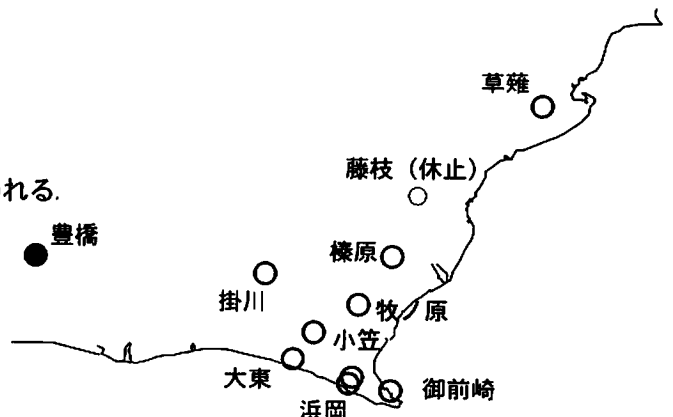 草薙
藤枝（休止）
れる.
豊橋
榛原
掛川
牧ノ原
小笠
大東
御前崎
浜岡